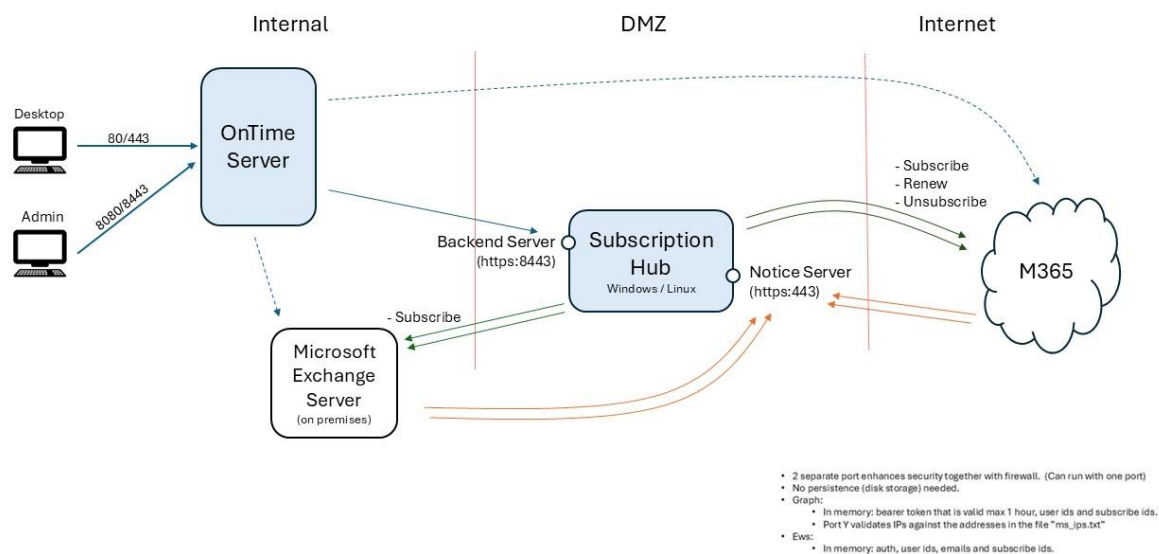 Internal
DMZ
Internet
Desktop
80/443
OnTime
Server
8080/8443
Admin
- Subscribe
- Renew
- Unsubscribe
Backend Server
(https:8443)
Subscription
Hub
Windows / Linux
Notice Server
(https:443)
M365
- Subscribe
Microsoft
Exchange
Server
(on premises)
• 2 separate port enhances security together with firewall. (Can run with one port)
• No persistence (disk storage) needed.
• Graph:
• In memory: bearer token that is valid max 1 hour, user ids and subscribe ids.
• Port Y validates IPs against the addresses in the file "ms_ips.txt"
• Ews:
• In memory: auth, user ids, emails and subscribe ids.